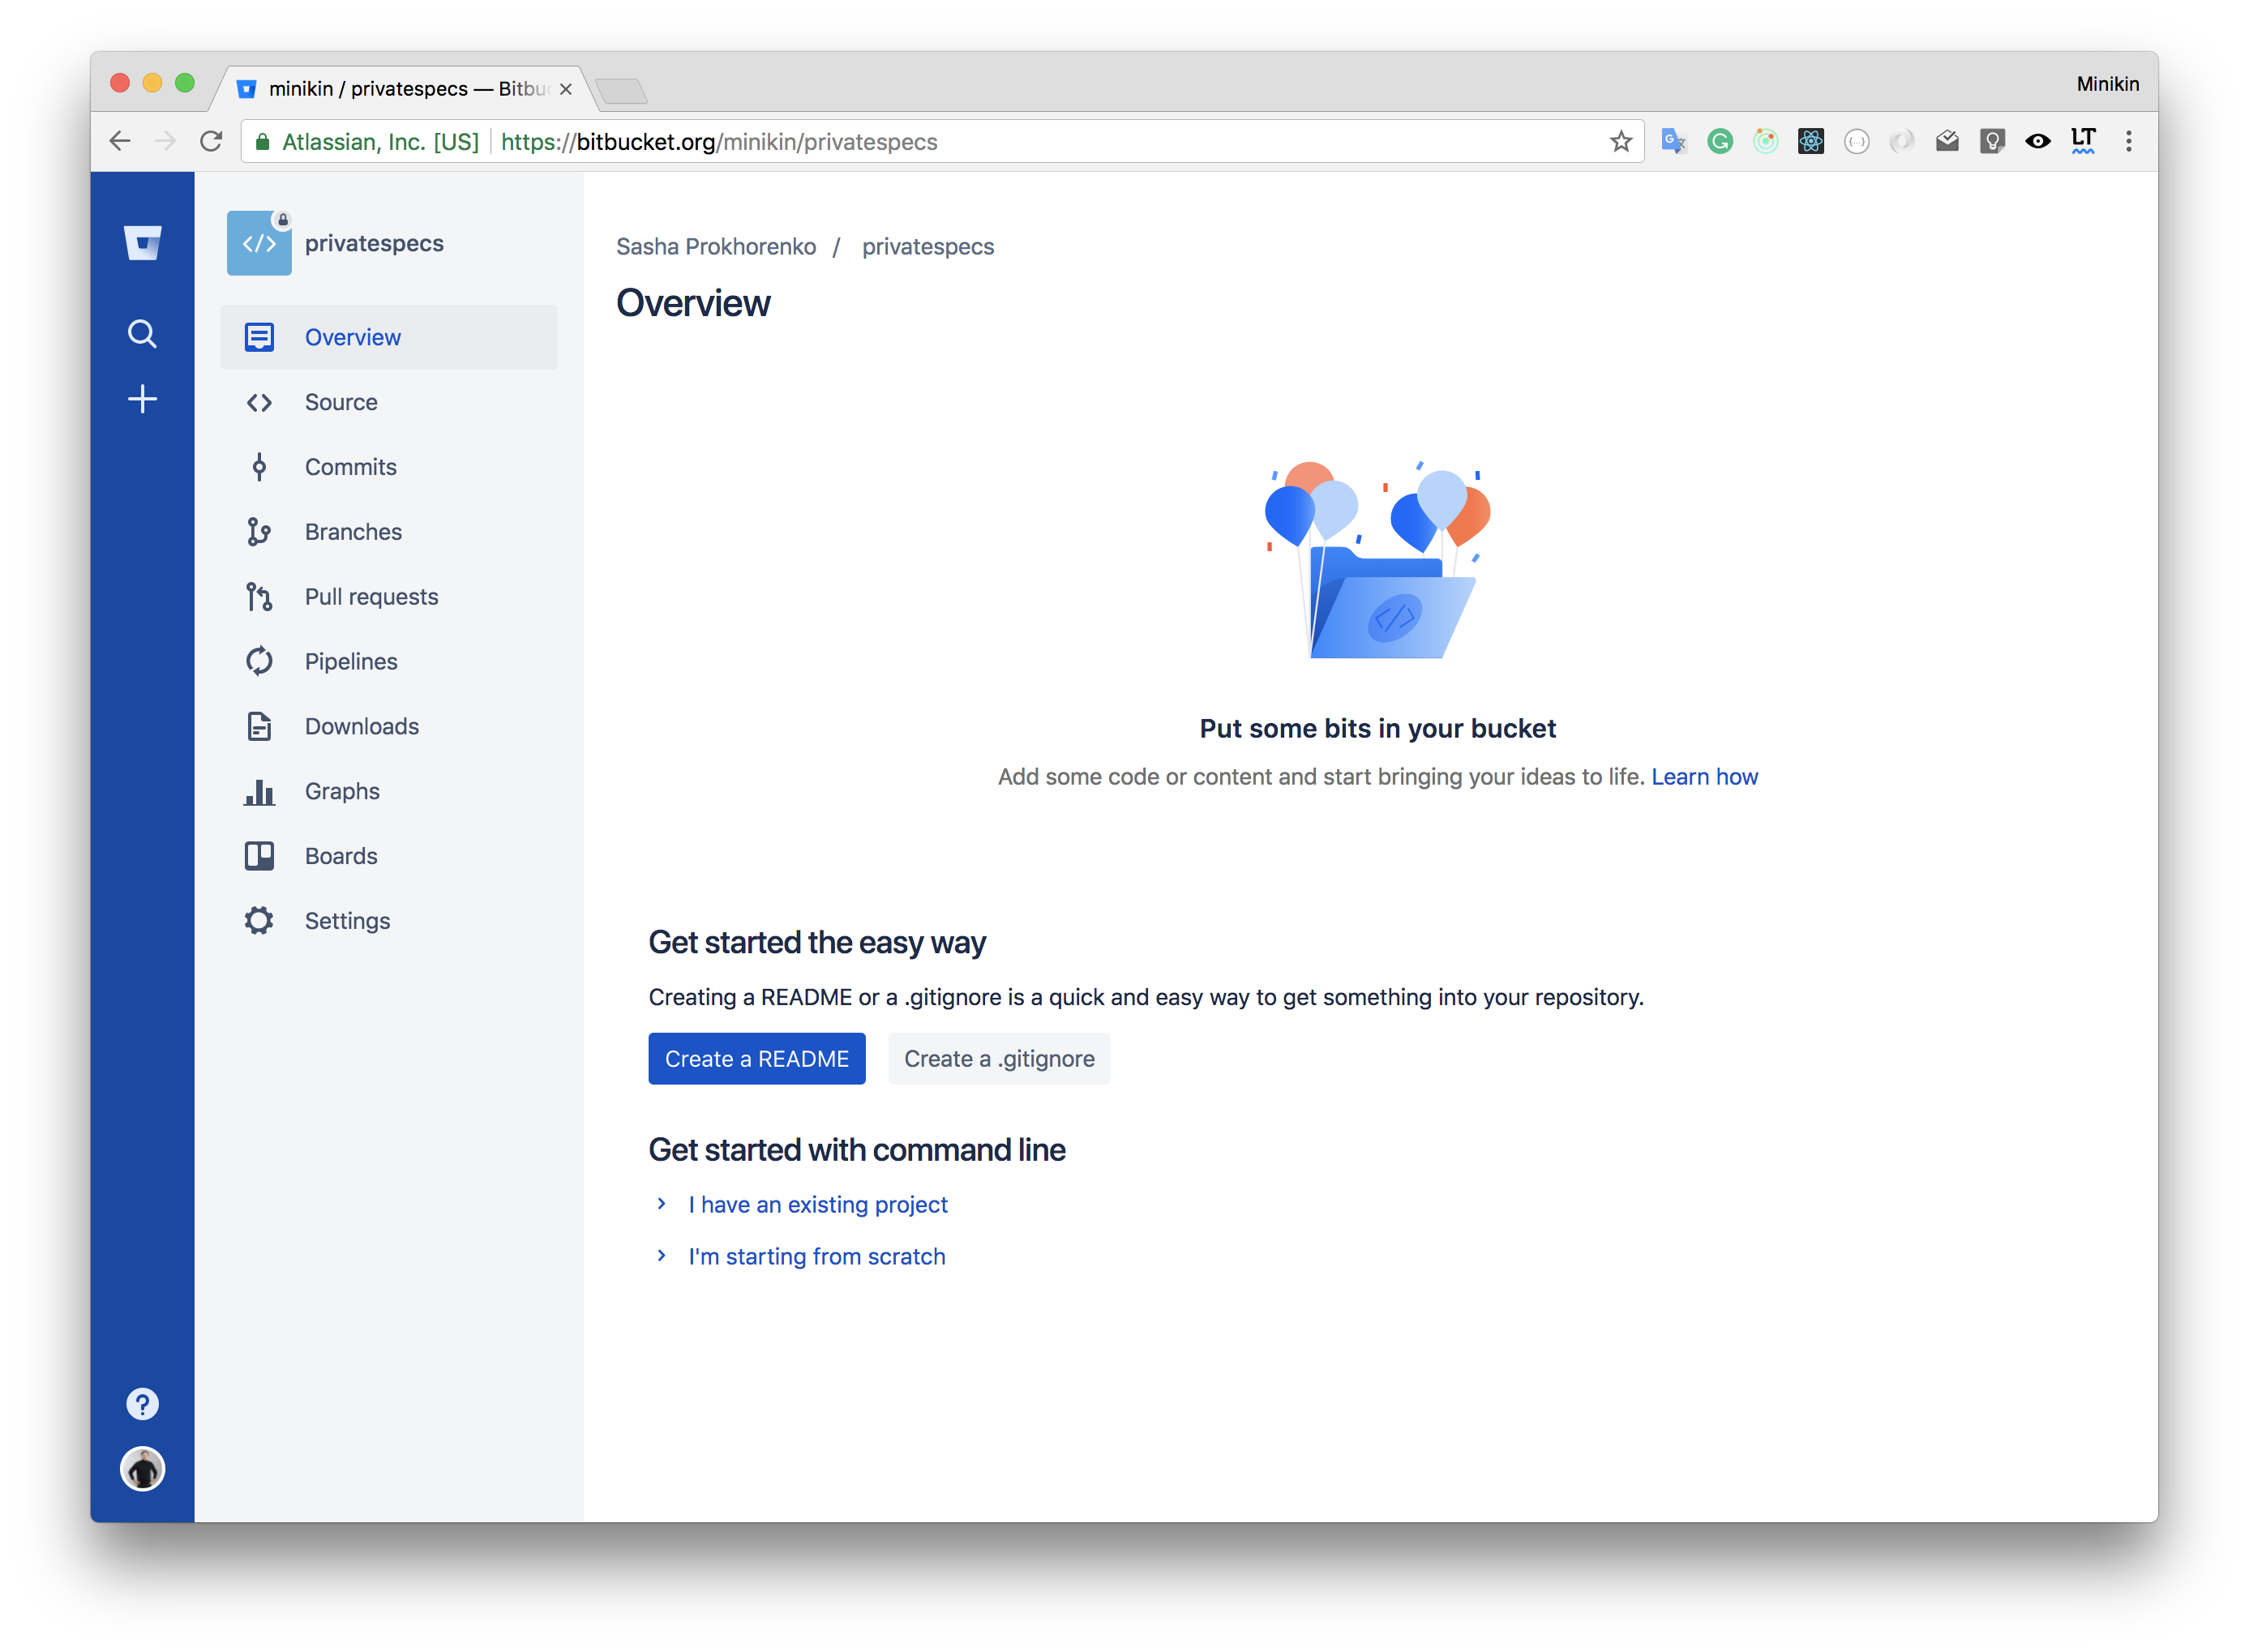 minikin / privatespecs — Bitbu
Minikin
Atlassian, Inc. [US] https://bitbucket.org/minikin/privatespecs
LT
privatespecs
Overview
Source
Commits
Branches
Pull requests
Pipelines
Downloads
Graphs
Boards
Settings
Sasha Prokhorenko / privatespecs
Overview
Put some bits in your bucket
Add some code or content and start bringing your ideas to life. Learn how
Get started the easy way
Creating a README or a .gitignore is a quick and easy way to get something into your repository.
Create a README Create a .gitignore
Get started with command line
I have an existing project
I'm starting from scratch